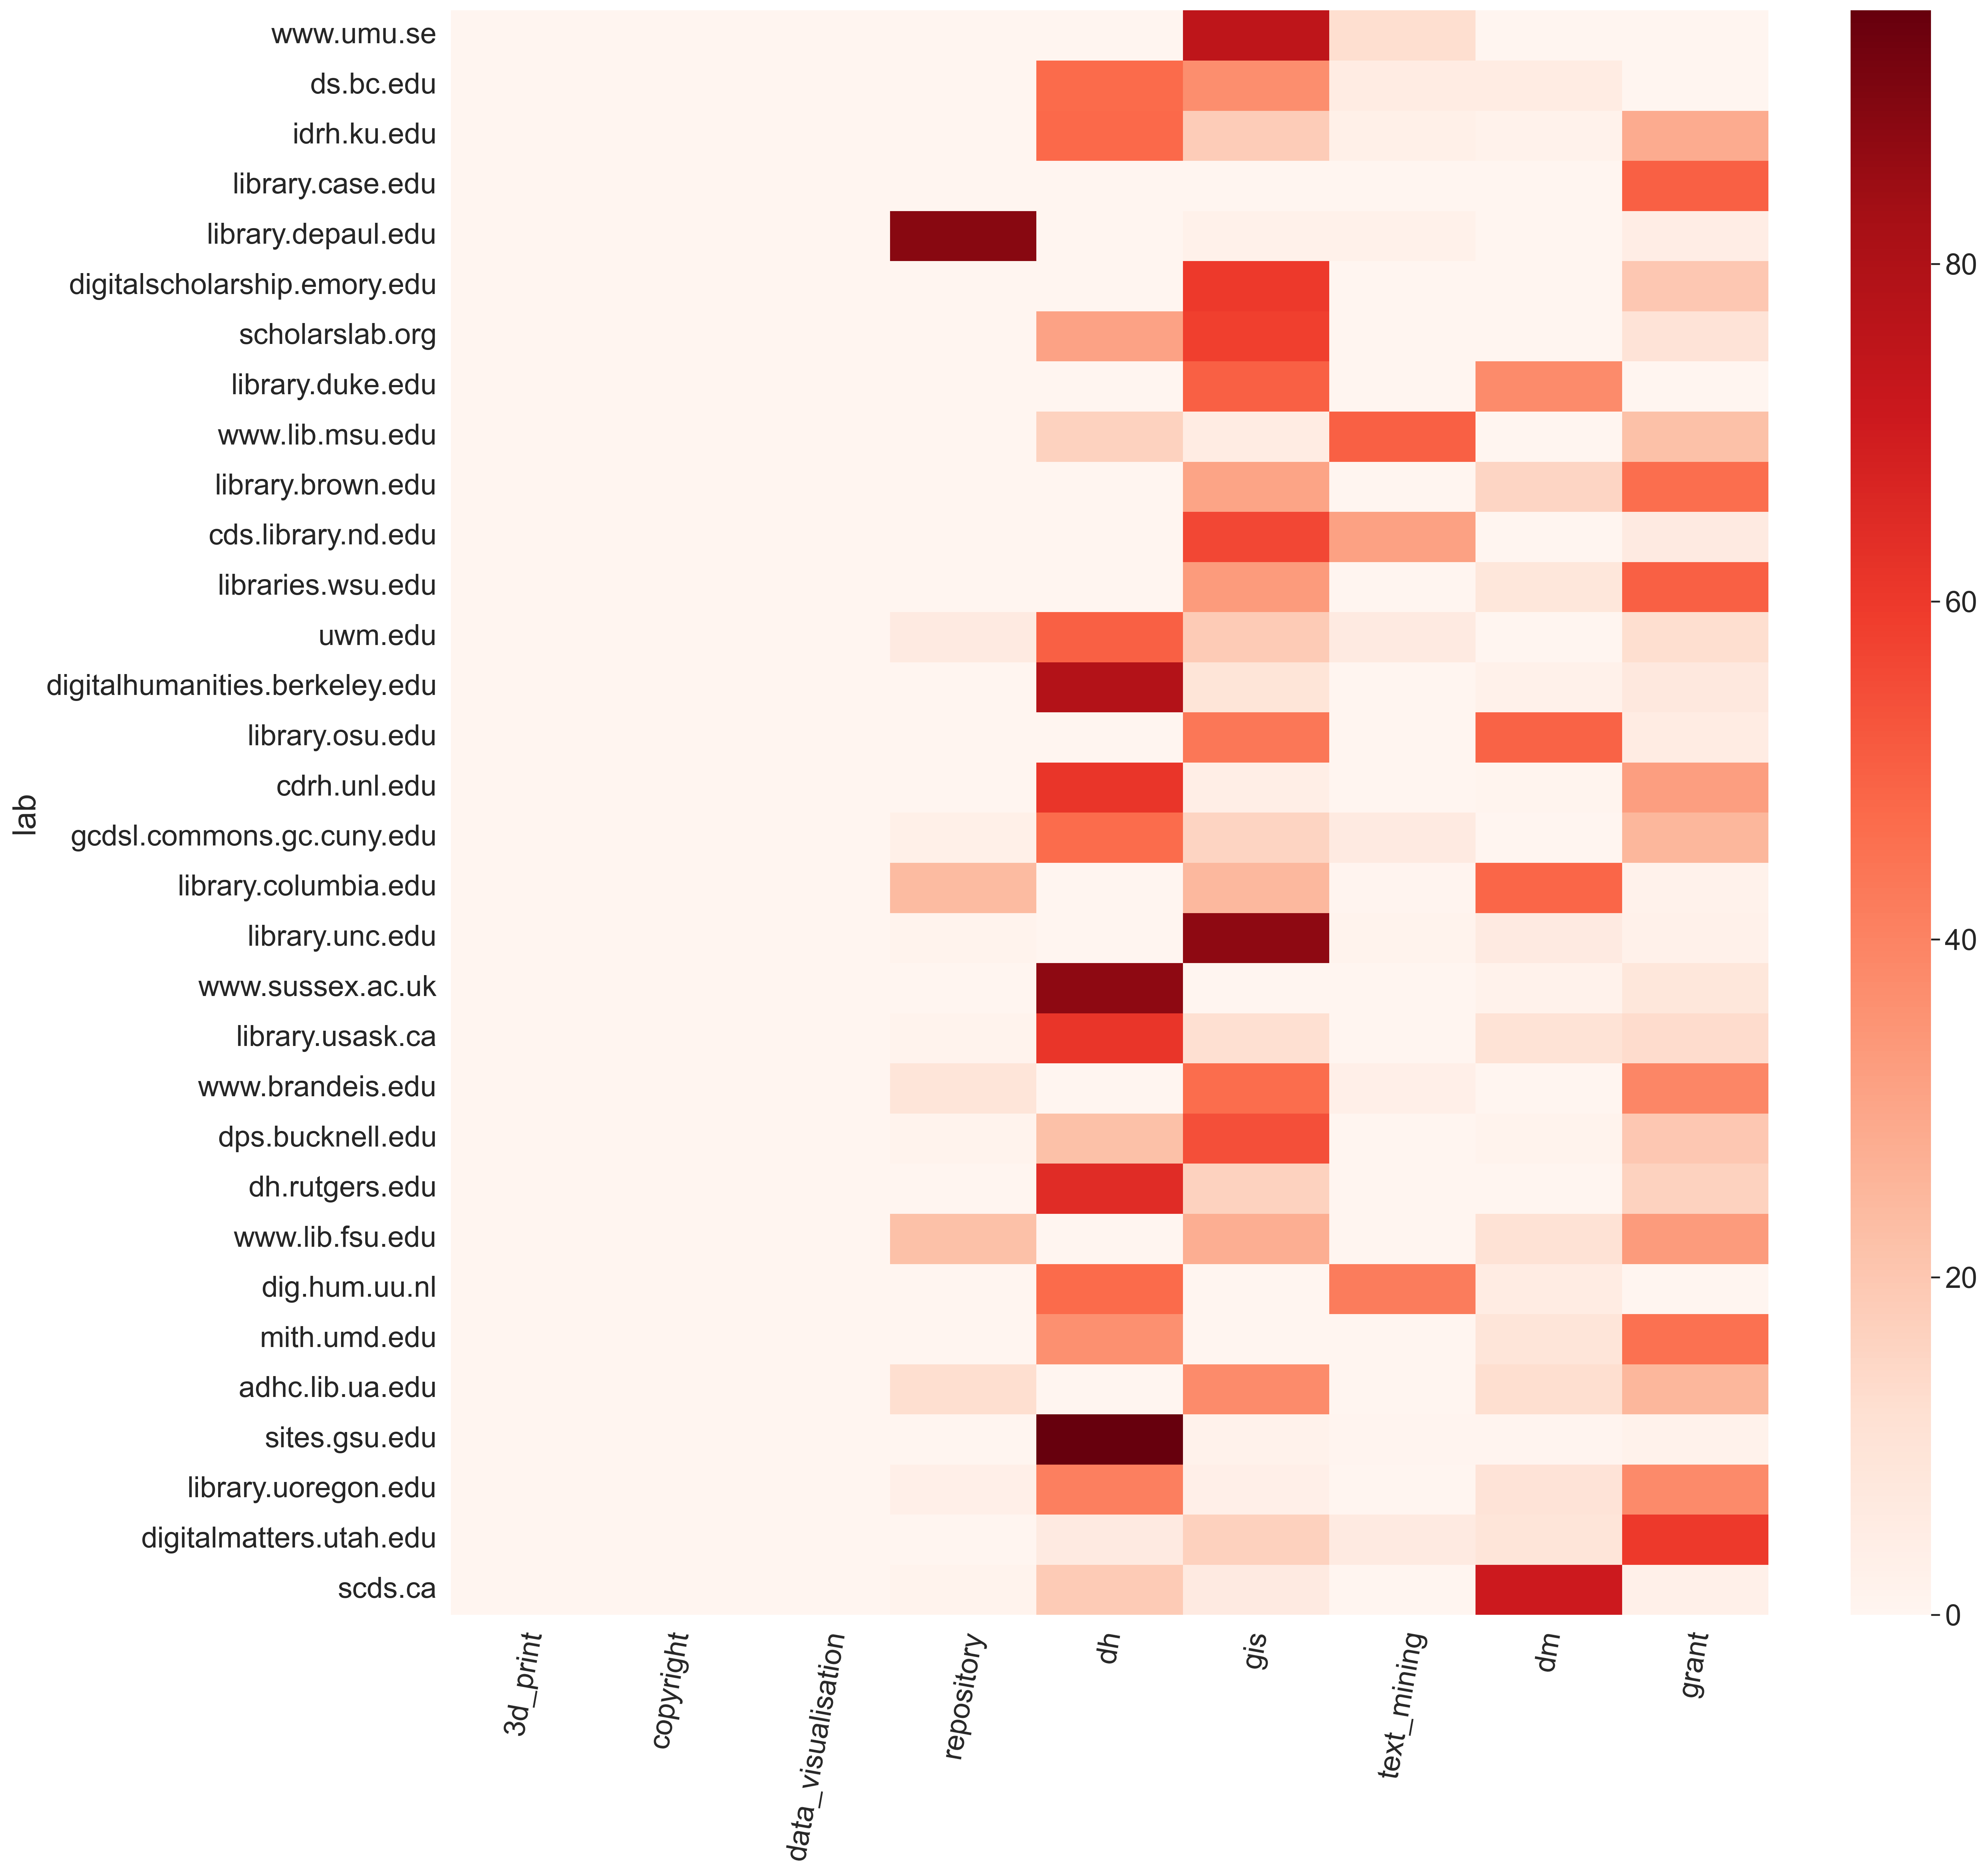 www.umu.se
ds.bc.edu
idrh.ku.edu
library.case.edu
library.depaul.edu
digitalscholarship.emory.edu
scholarslab.org
library.duke.edu
www.lib.msu.edu
library.brown.edu
cds.library.nd.edu
libraries.wsu.edu
uwm.edu
digitalhumanities.berkeley.edu
library.osu.edu
cdrh.unl.edu
gcdsl.commons.gc.cuny.edu
library.columbia.edu
library.unc.edu
www.sussex.ac.uk
library.usask.ca
www.brandeis.edu
dps.bucknell.edu
dh.rutgers.edu
www.lib.fsu.edu
dig.hum.uu.nl
mith.umd.edu
adhc.lib.ua.edu
sites.gsu.edu
library.uoregon.edu
digitalmatters.utah.edu
scds.ca
lab
3d_print
copyright
data_visualisation
repository
dh
gis
text_mining
dm
grant
80
60
40
20
0